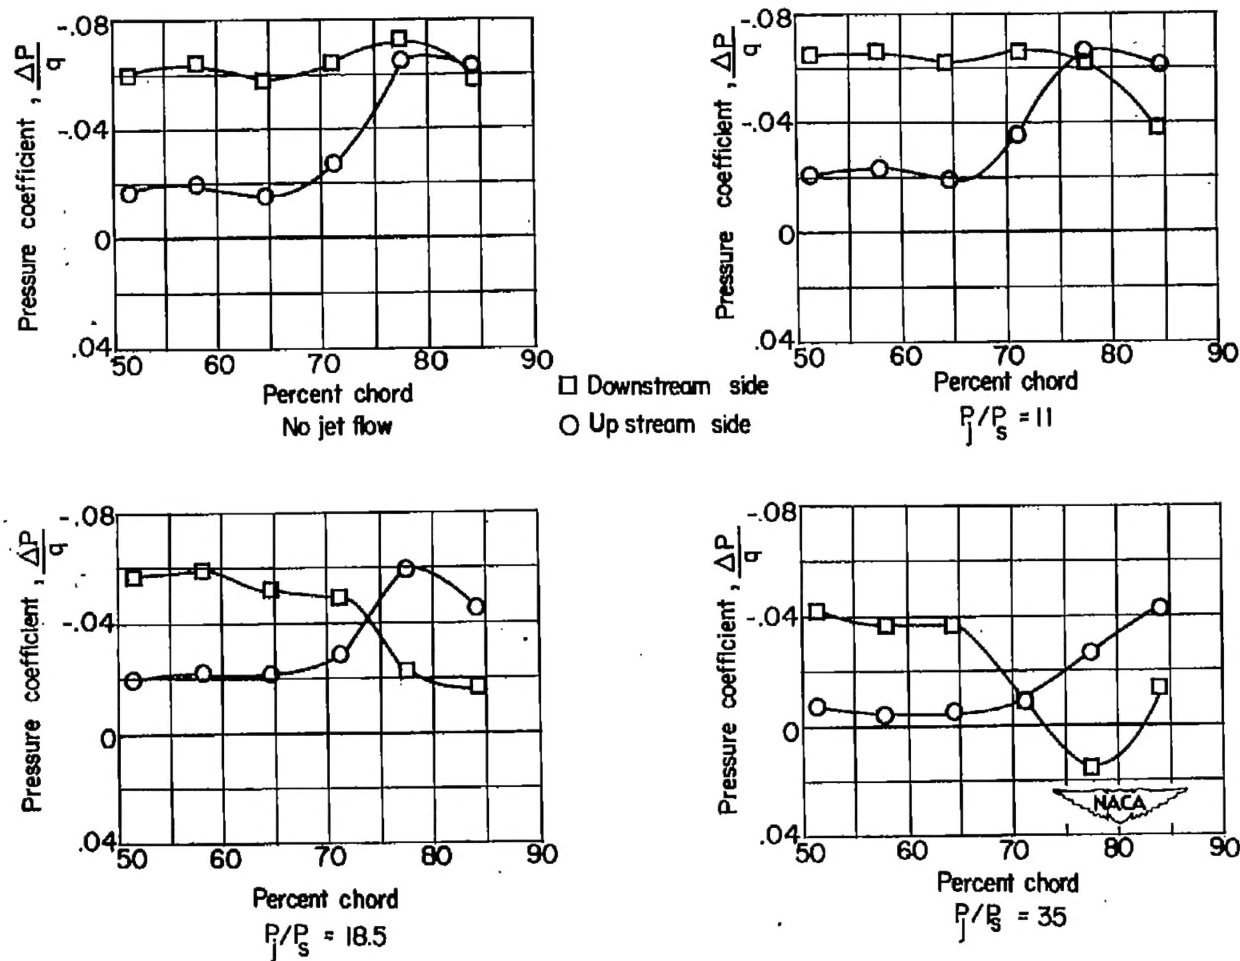 -.08
-.04
0
.04
Pressure coefficient , ΔP/q
50 60 70 80 90
Percent chord
No jet flow
-.08
-.04
0
.04
Pressure coefficient , ΔP/q
50 60 70 80 90
Percent chord
Pj/Ps = 11
□ Downstream side
○ Up stream side
-.08
-.04
0
.04
Pressure coefficient , ΔP/q
50 60 70 80 90
Percent chord
Pj/Ps = 18.5
-.08
-.04
0
.04
Pressure coefficient , ΔP/q
50 60 70 80 90
NACA
Percent chord
Pj/Ps = 35